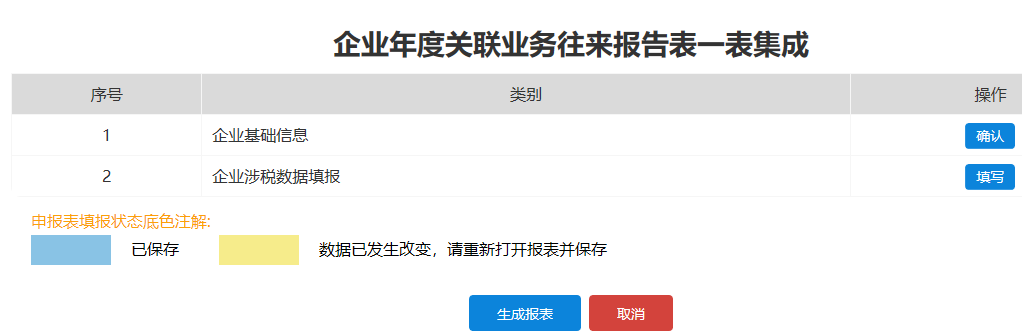 企业年度关联业务往来报告表一表集成
序号 类别 操作
1 企业基础信息 确认
2 企业涉税数据填报 填写
申报表填报状态底色注解:
已保存 数据已发生改变，请重新打开报表并保存
生成报表 取消